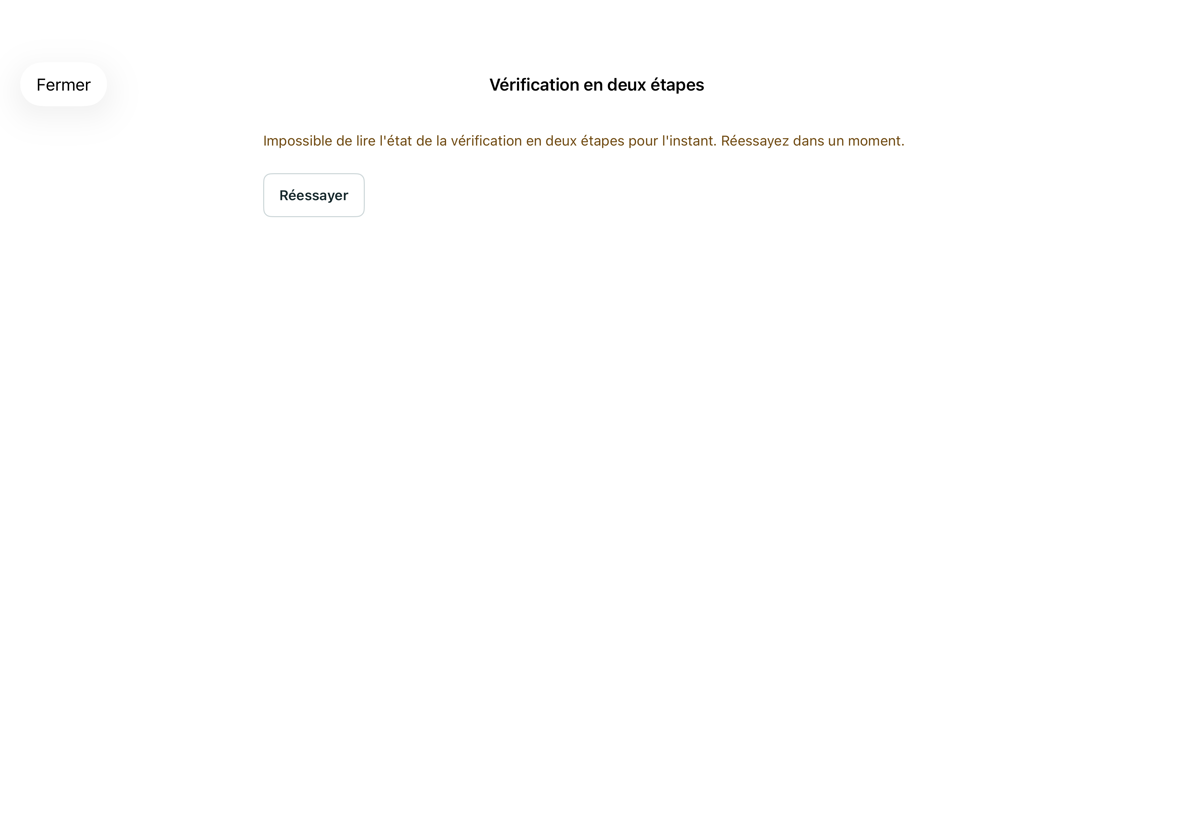 Fermer
Vérification en deux étapes
Impossible de lire l'état de la vérification en deux étapes pour l'instant. Réessayez dans un moment.
Réessayer